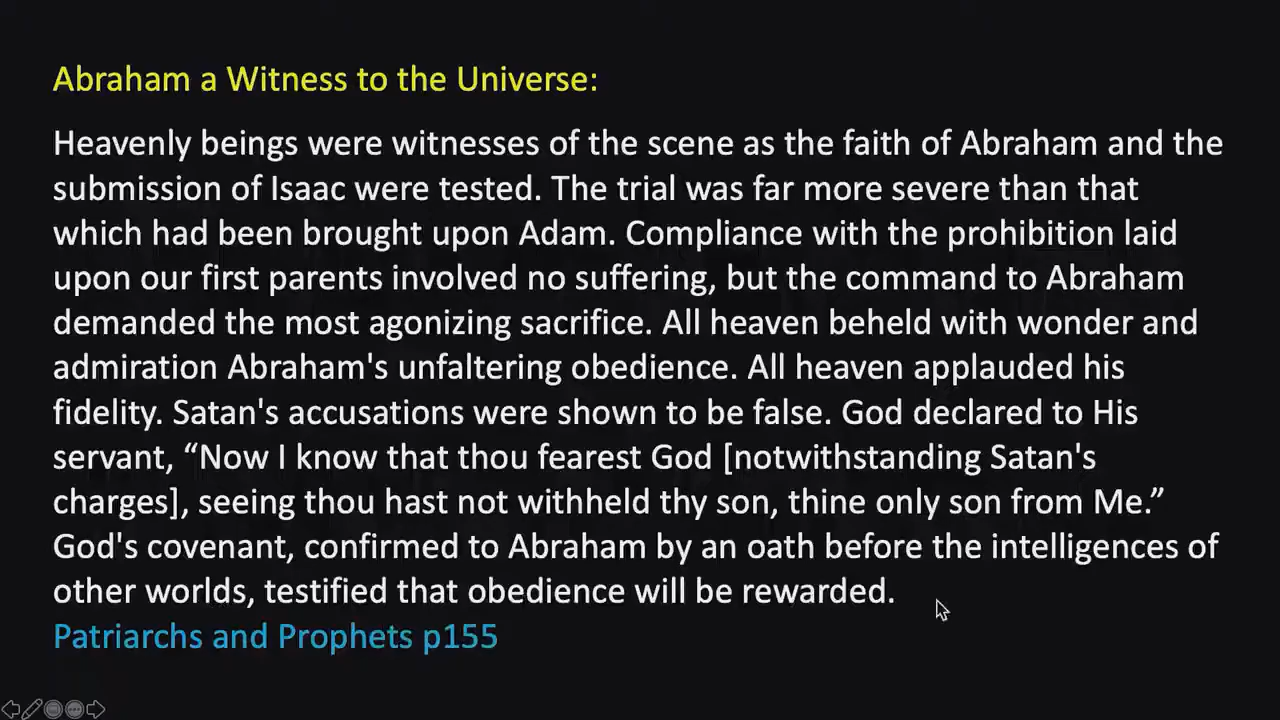 Abraham a Witness to the Universe:
Heavenly beings were witnesses of the scene as the faith of Abraham and the
submission of Isaac were tested. The trial was far more severe than that
which had been brought upon Adam. Compliance with the prohibition laid
upon our first parents involved no suffering, but the command to Abraham
demanded the most agonizing sacrifice. All heaven beheld with wonder and
admiration Abraham's unfaltering obedience. All heaven applauded his
fidelity. Satan's accusations were shown to be false. God declared to His
servant, “Now I know that thou fearest God [notwithstanding Satan's
charges], seeing thou hast not withheld thy son, thine only son from Me.”
God's covenant, confirmed to Abraham by an oath before the intelligences of
other worlds, testified that obedience will be rewarded.
Patriarchs and Prophets p155